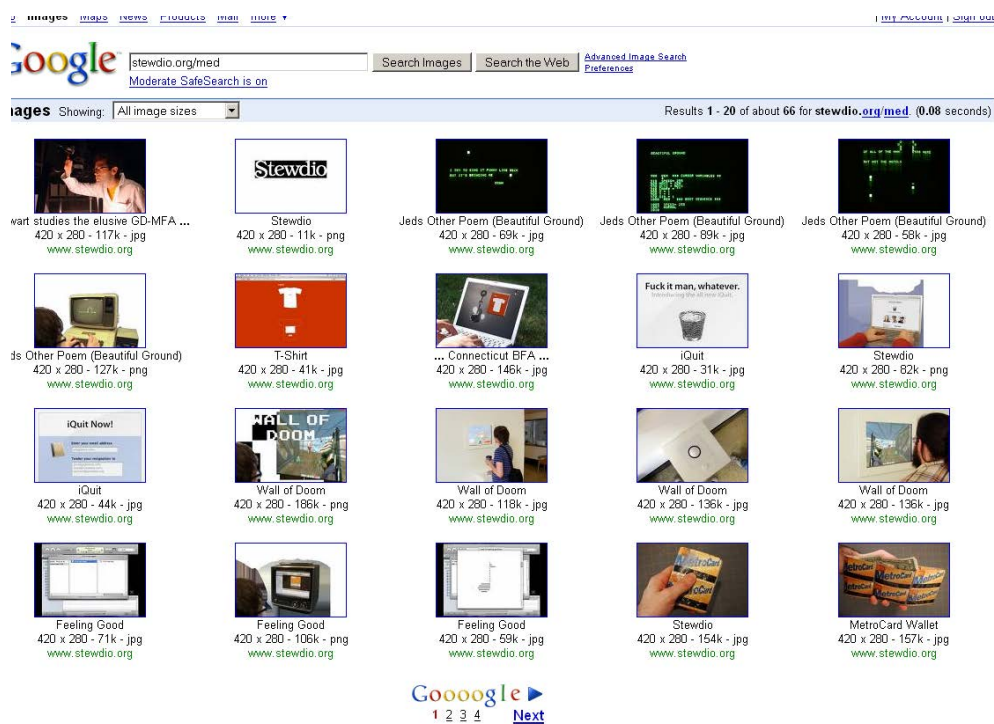 Images Maps News Products Mail more ▼ | My Account | Sign out
Google™ stewdio.org/med Search Images Search the Web Advanced Image Search
Preferences
Moderate SafeSearch is on
ages Showing: All image sizes Results 1 - 20 of about 66 for stewdio.org/med. (0.08 seconds)
Stewdio
BEAUTIFUL GROUND
wart studies the elusive GD-MFA ... Stewdio Jeds Other Poem (Beautiful Ground) Jeds Other Poem (Beautiful Ground) Jeds Other Poem (Beautiful Ground)
420 x 280 - 117k - jpg 420 x 280 - 11k - png 420 x 280 - 69k - jpg 420 x 280 - 89k - jpg 420 x 280 - 58k - jpg
www.stewdio.org www.stewdio.org www.stewdio.org www.stewdio.org www.stewdio.org
Fuck it man, whatever.
Introducing the all new iQuit.
ds Other Poem (Beautiful Ground) T-Shirt ... Connecticut BFA ... iQuit Stewdio
420 x 280 - 127k - png 420 x 280 - 41k - jpg 420 x 280 - 146k - jpg 420 x 280 - 31k - jpg 420 x 280 - 82k - png
www.stewdio.org www.stewdio.org www.stewdio.org www.stewdio.org www.stewdio.org
iQuit Now! WALL OF
DOOM
iQuit Wall of Doom Wall of Doom Wall of Doom Wall of Doom
420 x 280 - 44k - jpg 420 x 280 - 186k - png 420 x 280 - 118k - jpg 420 x 280 - 136k - jpg 420 x 280 - 136k - jpg
www.stewdio.org www.stewdio.org www.stewdio.org www.stewdio.org www.stewdio.org
MetroCard MetroCard
Feeling Good Feeling Good Feeling Good Stewdio MetroCard Wallet
420 x 280 - 71k - jpg 420 x 280 - 106k - png 420 x 280 - 59k - jpg 420 x 280 - 154k - jpg 420 x 280 - 157k - jpg
www.stewdio.org www.stewdio.org www.stewdio.org www.stewdio.org www.stewdio.org
Goooogle
1 2 3 4 Next